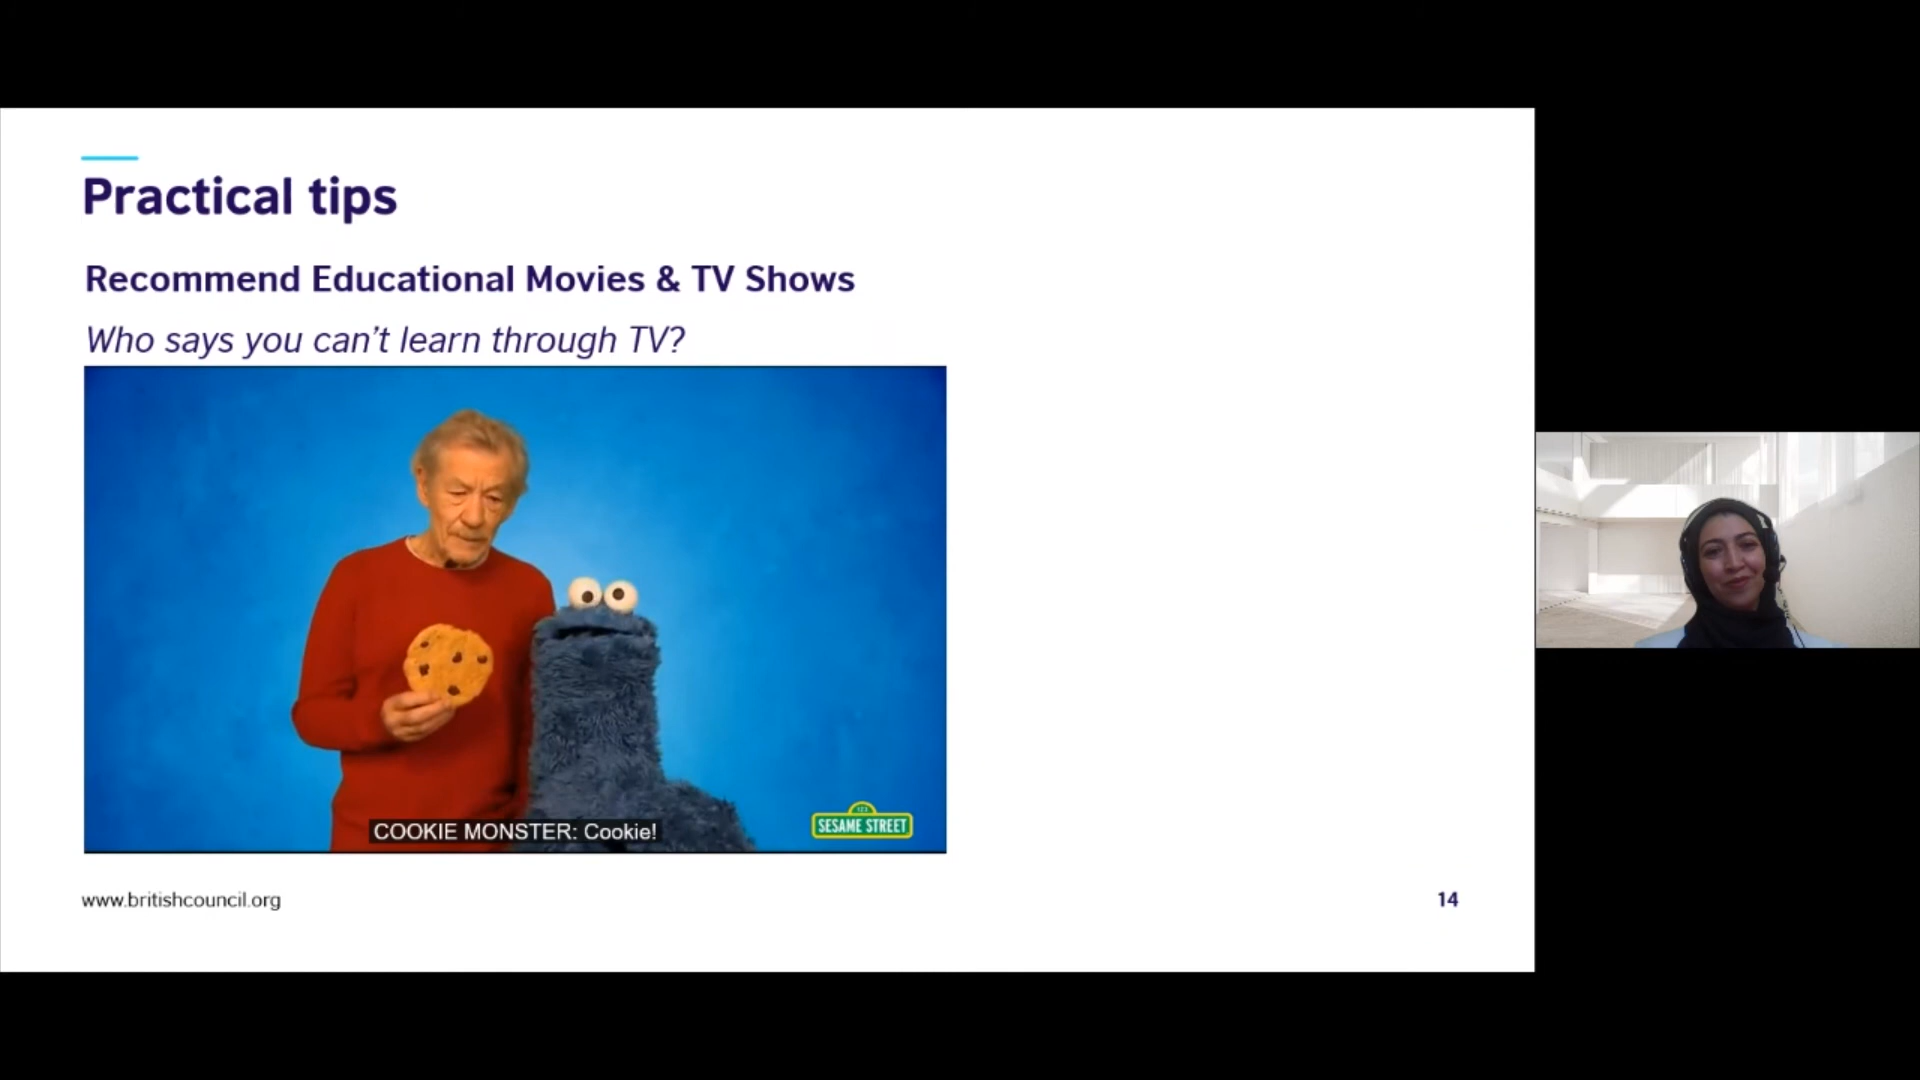 Practical tips
Recommend Educational Movies & TV Shows
Who says you can't learn through TV?
COOKIE MONSTER: Cookie!
123
SESAME STREET
www.britishcouncil.org
14